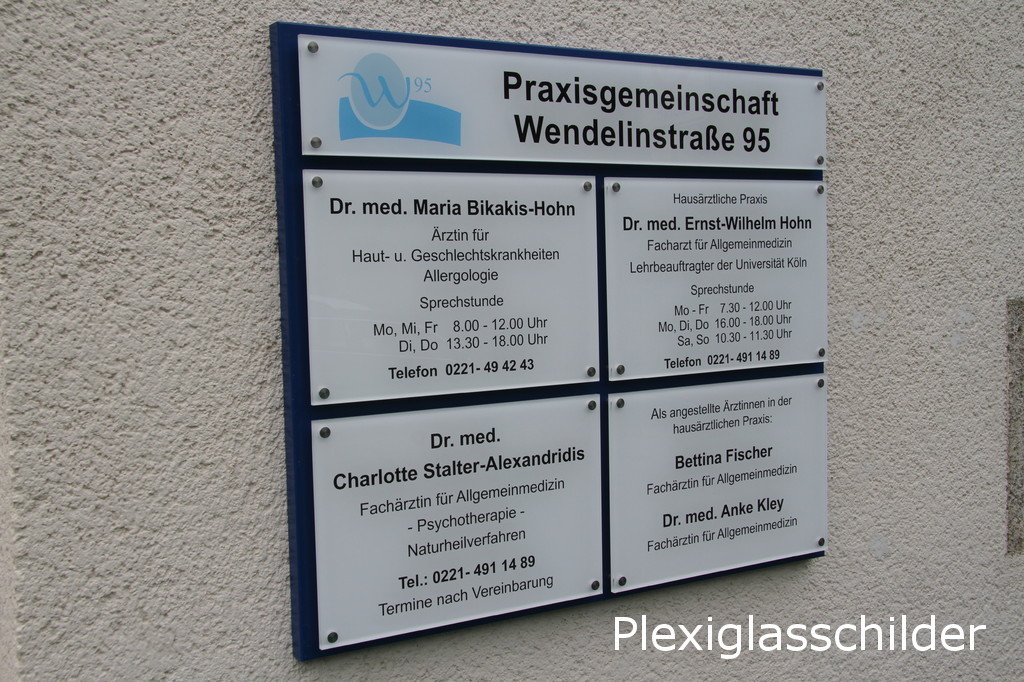 W 95
Praxisgemeinschaft
Wendelinstraße 95
Dr. med. Maria Bikakis-Hohn
Ärztin für
Haut- u. Geschlechtskrankheiten
Allergologie
Sprechstunde
Mo, Mi, Fr 8.00 - 12.00 Uhr
Di, Do 13.30 - 18.00 Uhr
Telefon 0221- 49 42 43
Hausärztliche Praxis
Dr. med. Ernst-Wilhelm Hohn
Facharzt für Allgemeinmedizin
Lehrbeauftragter der Universität Köln
Sprechstunde
Mo - Fr 7.30 - 12.00 Uhr
Mo, Di, Do 16.00 - 18.00 Uhr
Sa, So 10.30 - 11.30 Uhr
Telefon 0221- 491 14 89
Dr. med.
Charlotte Stalter-Alexandridis
Fachärztin für Allgemeinmedizin
- Psychotherapie -
Naturheilverfahren
Tel.: 0221- 491 14 89
Termine nach Vereinbarung
Als angestellte Ärztinnen in der
hausärztlichen Praxis:
Bettina Fischer
Fachärztin für Allgemeinmedizin
Dr. med. Anke Kley
Fachärztin für Allgemeinmedizin
Plexiglasschilder